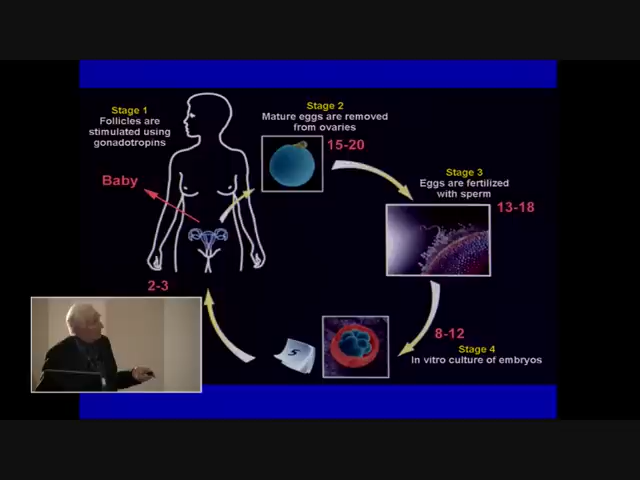 Stage 1
Follicles are
stimulated using
gonadotropins
Stage 2
Mature eggs are removed
from ovaries
15-20
Stage 3
Eggs are fertilized
with sperm
13-18
Baby
2-3
5
8-12
Stage 4
In vitro culture of embryos